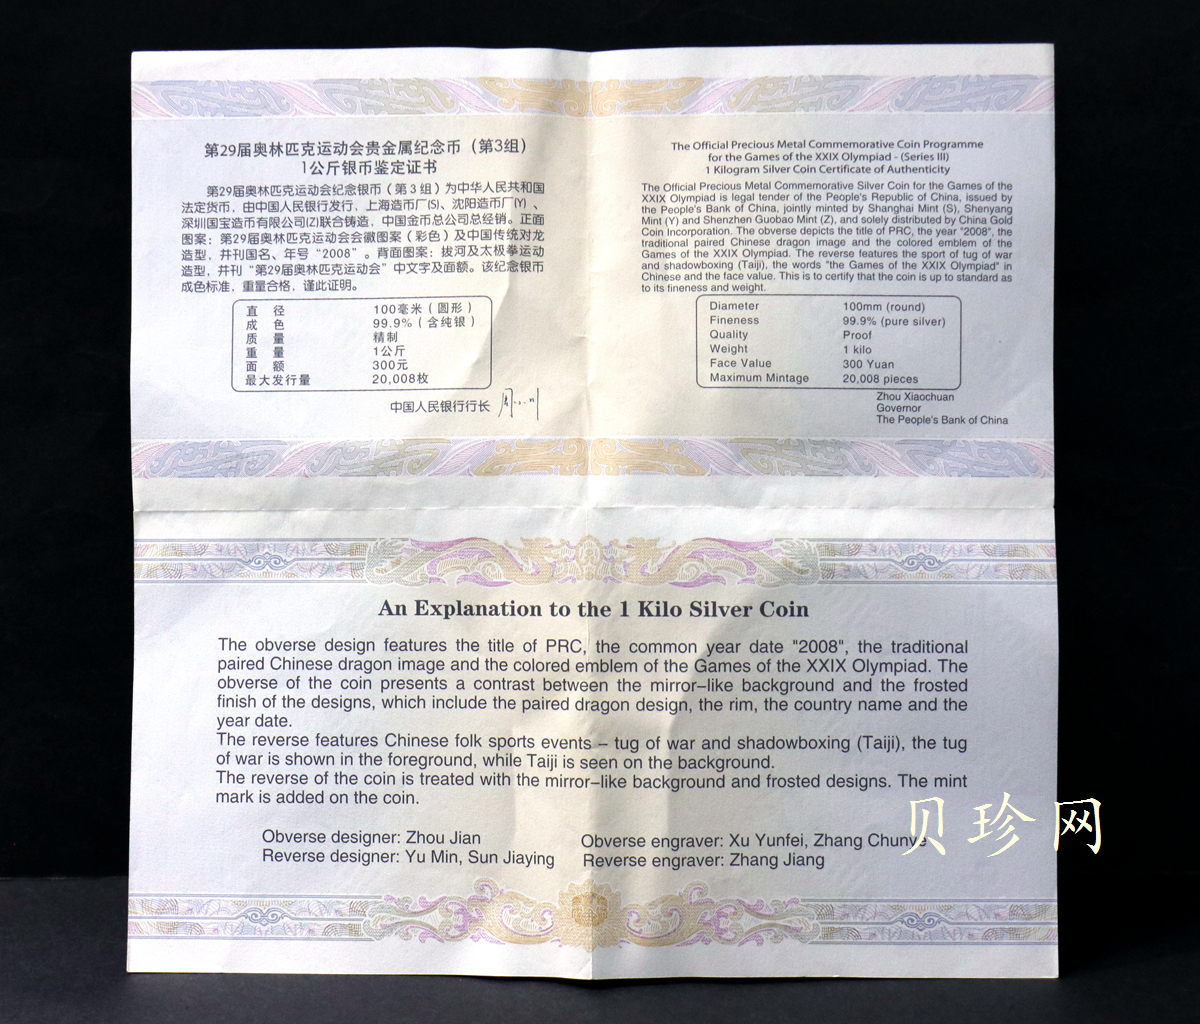 第29届奥林匹克运动会贵金属纪念币（第3组）
1公斤银币鉴定证书
第29届奥林匹克运动会纪念银币（第３组）为中华人民共和国
法定货币，由中国人民银行发行，上海造币厂(S)、沈阳造币厂(Y)、
深圳国宝造币有限公司(Z)联合铸造，中国金币总公司总经销。正面
图案：第29届奥林匹克运动会会徽图案（彩色）及中国传统对龙
造型，并刊国名、年号“2008”。背面图案：拔河及太极拳运动
造型，并刊“第29届奥林匹克运动会”中文字及面额。该纪念银币
成色标准，重量合格，谨此证明。
直 径 100毫米（圆形）
成 色 99.9%（含纯银）
质 量 精制
重 量 1公斤
面 额 300元
最大发行量 20,008枚
中国人民银行行长
The Official Precious Metal Commemorative Coin Programme
for the Games of the XXIX Olympiad - (Series III)
1 Kilogram Silver Coin Certificate of Authenticity
The Official Precious Metal Commemorative Silver Coin for the Games of the
XXIX Olympiad is legal tender of the People's Republic of China, issued by
the People's Bank of China, jointly minted by Shanghai Mint (S), Shenyang
Mint (Y) and Shenzhen Guobao Mint (Z), and solely distributed by China Gold
Coin Incorporation. The obverse depicts the title of PRC, the year "2008", the
traditional paired Chinese dragon image and the colored emblem of the
Games of the XXIX Olympiad. The reverse features the sport of tug of war
and shadowboxing (Taiji), the words "the Games of the XXIX Olympiad" in
Chinese and the face value. This is to certify that the coin is up to standard as
to its fineness and weight.
Diameter 100mm (round)
Fineness 99.9% (pure silver)
Quality Proof
Weight 1 kilo
Face Value 300 Yuan
Maximum Mintage 20,008 pieces
Zhou Xiaochuan
Governor
The People's Bank of China
An Explanation to the 1 Kilo Silver Coin
The obverse design features the title of PRC, the common year date "2008", the traditional
paired Chinese dragon image and the colored emblem of the Games of the XXIX Olympiad. The
obverse of the coin presents a contrast between the mirror–like background and the frosted
finish of the designs, which include the paired dragon design, the rim, the country name and the
year date.
The reverse features Chinese folk sports events – tug of war and shadowboxing (Taiji), the tug
of war is shown in the foreground, while Taiji is seen on the background.
The reverse of the coin is treated with the mirror–like background and frosted designs. The mint
mark is added on the coin.
Obverse designer: Zhou Jian
Reverse designer: Yu Min, Sun Jiaying
Obverse engraver: Xu Yunfei, Zhang Chunye
Reverse engraver: Zhang Jiang
贝珍网